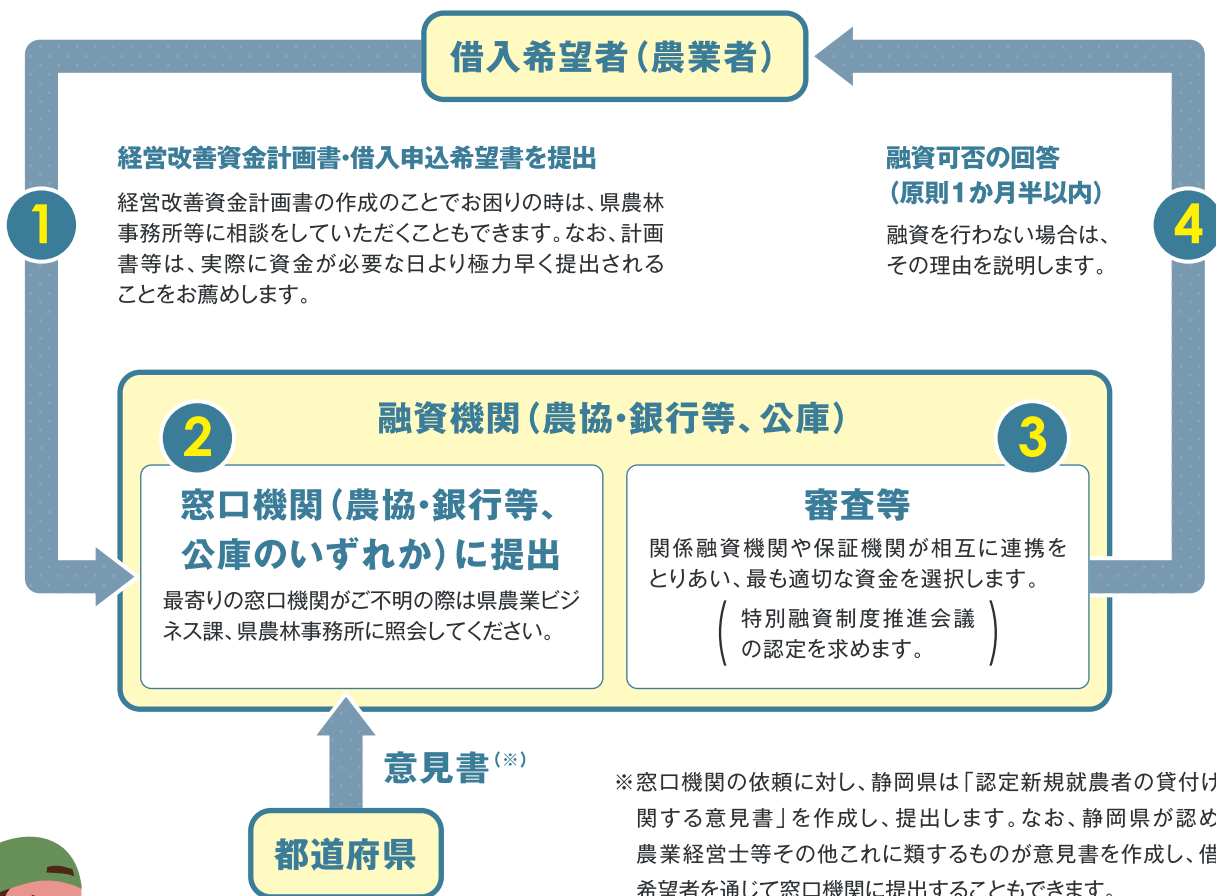 借入希望者(農業者)
1
経営改善資金計画書・借入申込希望書を提出
経営改善資金計画書の作成のことでお困りの時は、県農林
事務所等に相談をしていただくこともできます。なお、計画
書等は、実際に資金が必要な日より極力早く提出される
ことをお薦めします。
融資可否の回答
(原則1か月半以内)
融資を行わない場合は、
その理由を説明します。
4
融資機関(農協・銀行等、公庫)
2
窓口機関(農協・銀行等、
公庫のいずれか)に提出
最寄りの窓口機関がご不明の際は県農業ビジ
ネス課、県農林事務所に照会してください。
3
審査等
関係融資機関や保証機関が相互に連携を
とりあい、最も適切な資金を選択します。
(特別融資制度推進会議
の認定を求めます。)
意見書(※)
都道府県
※窓口機関の依頼に対し、静岡県は「認定新規就農者の貸付け
関する意見書」を作成し、提出します。なお、静岡県が認め
農業経営士等その他これに類するものが意見書を作成し、借
希望者を通じて窓口機関に提出することもできます。